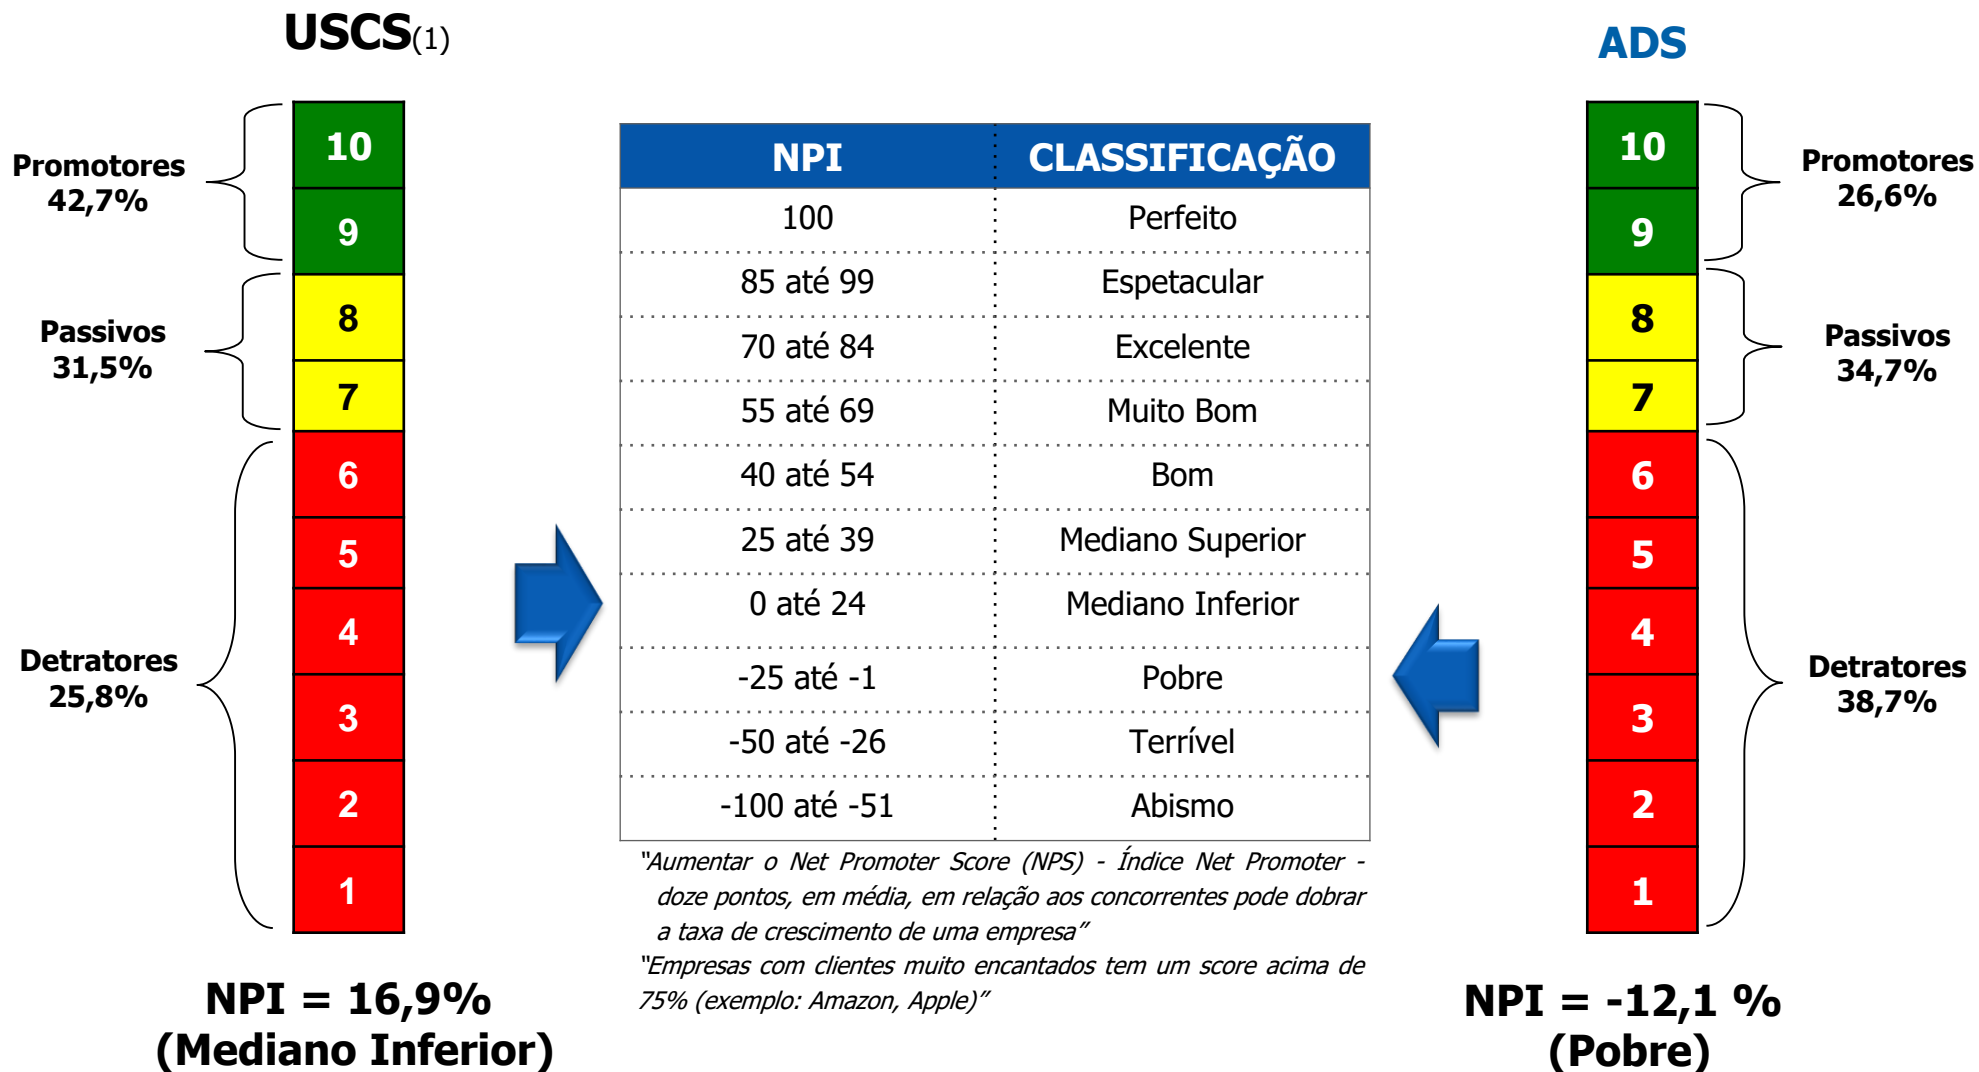 USCS(1)
Promotores
42,7%
Passivos
31,5%
Detratores
25,8%
10
9
8
7
6
5
4
3
2
1
NPI = 16,9%
(Mediano Inferior)
NPI CLASSIFICAÇÃO
100 Perfeito
85 até 99 Espetacular
70 até 84 Excelente
55 até 69 Muito Bom
40 até 54 Bom
25 até 39 Mediano Superior
0 até 24 Mediano Inferior
-25 até -1 Pobre
-50 até -26 Terrível
-100 até -51 Abismo
“Aumentar o Net Promoter Score (NPS) - Índice Net Promoter -
doze pontos, em média, em relação aos concorrentes pode dobrar
a taxa de crescimento de uma empresa”
“Empresas com clientes muito encantados tem um score acima de
75% (exemplo: Amazon, Apple)”
ADS
10
9
8
7
6
5
4
3
2
1
Promotores
26,6%
Passivos
34,7%
Detratores
38,7%
NPI = -12,1 %
(Pobre)